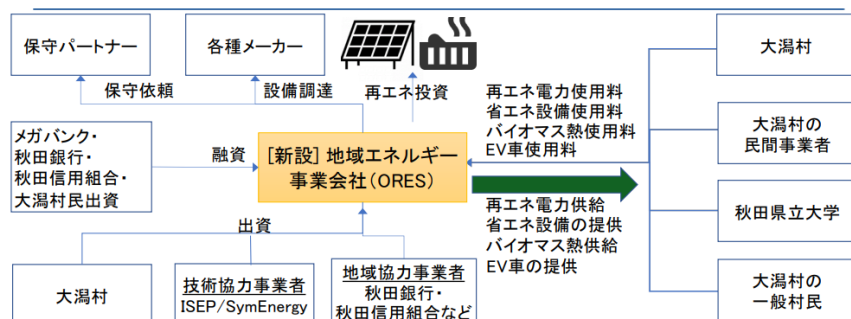 保守パートナー
各種メーカー
大潟村
保守依頼
設備調達
再エネ投資
再エネ電力使用料
省エネ設備使用料
バイオマス熱使用料
EV車使用料
メガバンク・
秋田銀行・
秋田信用組合・
大潟村民出資
融資
[新設] 地域エネルギー
事業会社(ORES)
大潟村の
民間事業者
再エネ電力供給
省エネ設備の提供
バイオマス熱供給
EV車の提供
秋田県立大学
出資
大潟村
技術協力事業者
ISEP/SymEnergy
地域協力事業者
秋田銀行・
秋田信用組合など
大潟村の
一般村民